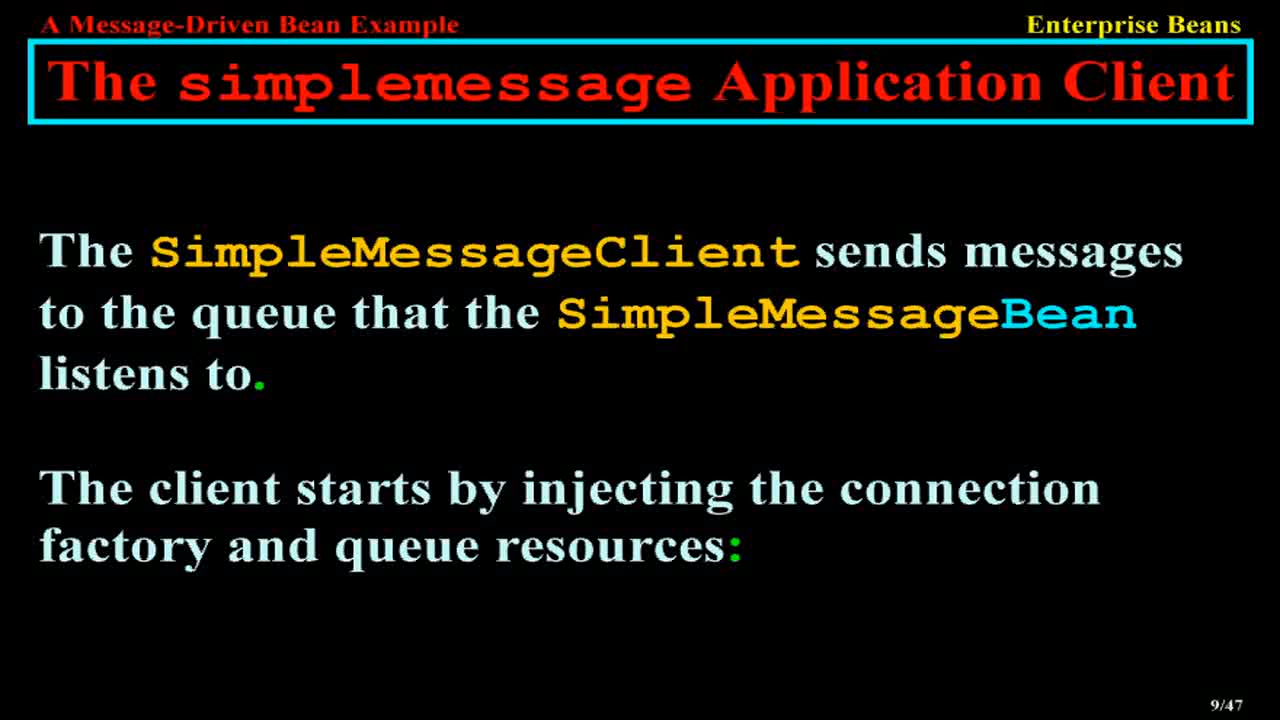 A Message-Driven Bean Example
Enterprise Beans
The simplemessage Application Client
The SimpleMessageClient sends messages
to the queue that the SimpleMessageBean
listens to.
The client starts by injecting the connection
factory and queue resources:
9/47